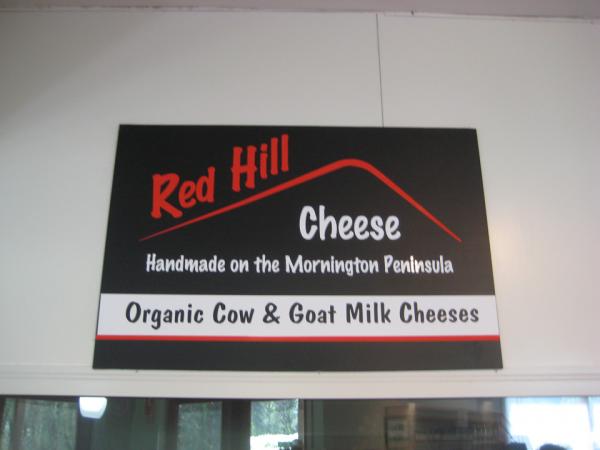 Red Hill
Cheese
Handmade on the Mornington Peninsula
Organic Cow & Goat Milk Cheeses